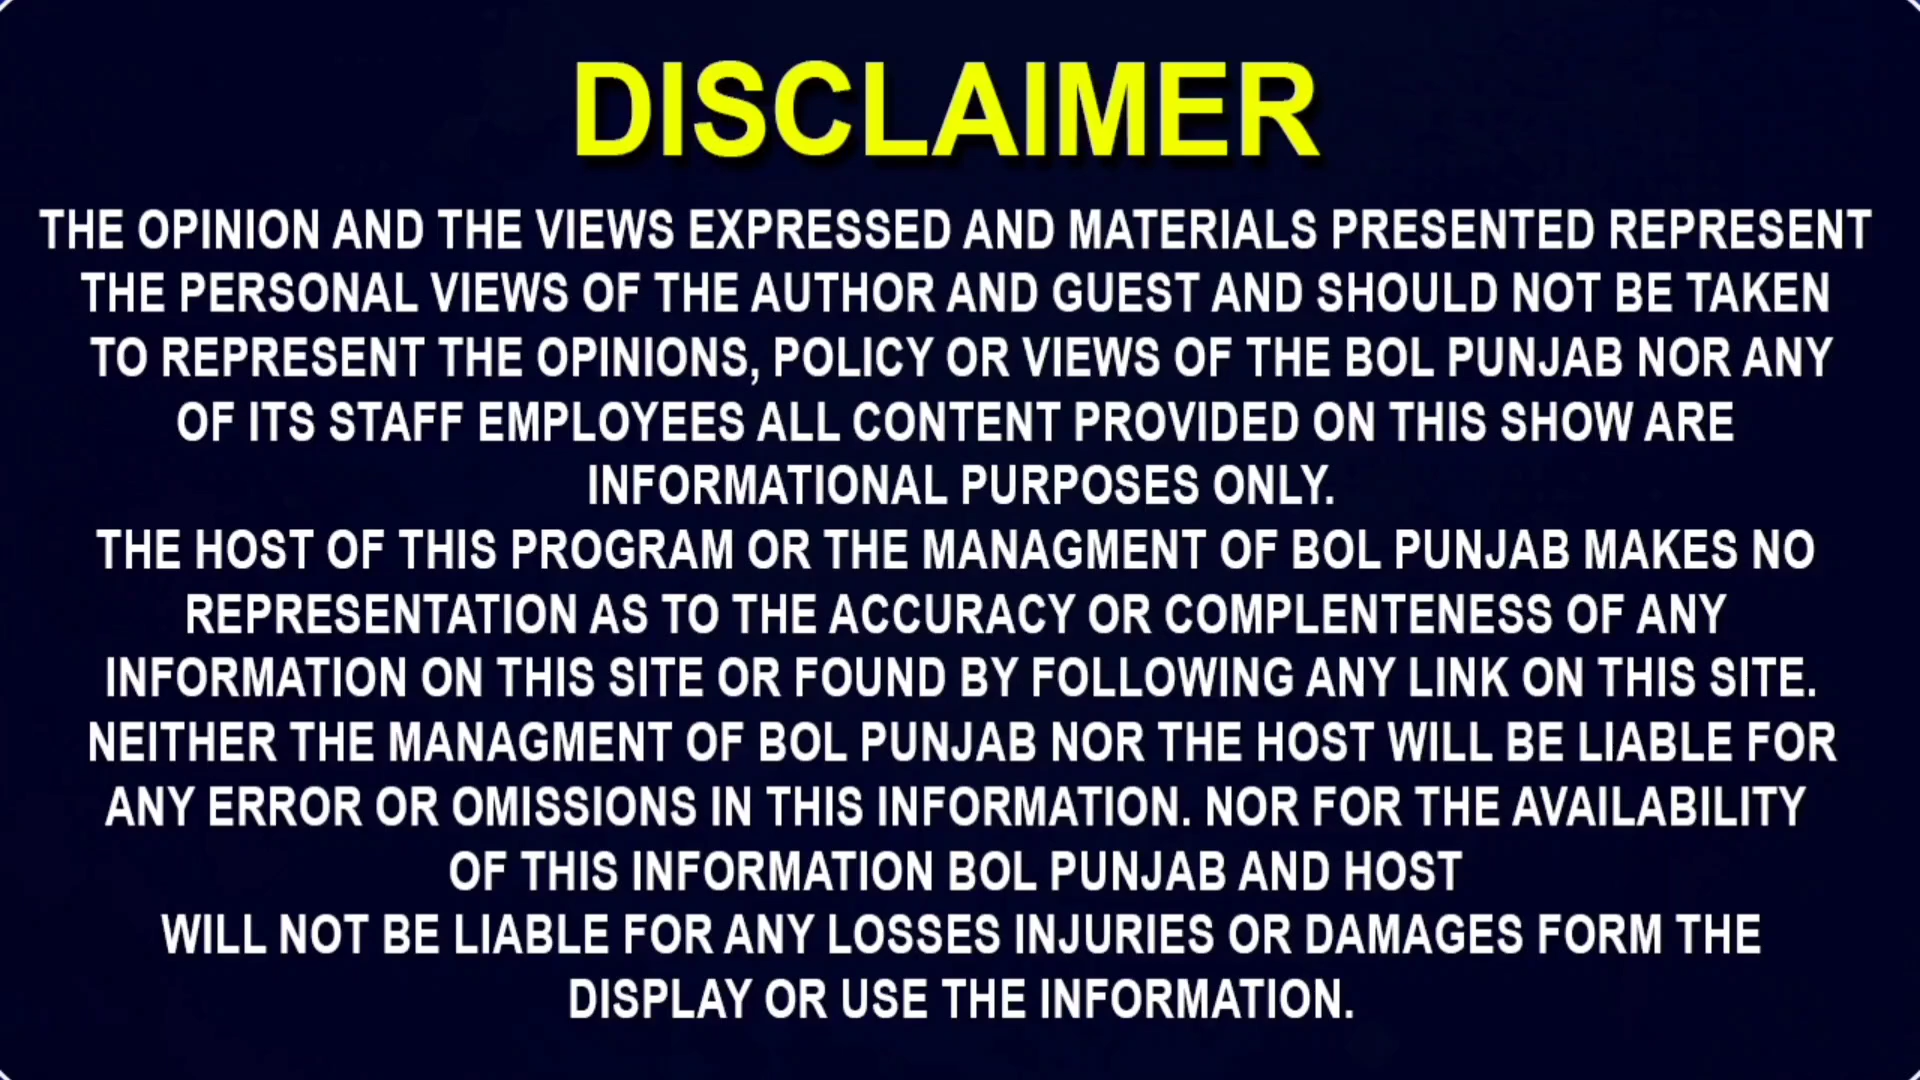 DISCLAIMER
THE OPINION AND THE VIEWS EXPRESSED AND MATERIALS PRESENTED REPRESENT
THE PERSONAL VIEWS OF THE AUTHOR AND GUEST AND SHOULD NOT BE TAKEN
TO REPRESENT THE OPINIONS, POLICY OR VIEWS OF THE BOL PUNJAB NOR ANY
OF ITS STAFF EMPLOYEES ALL CONTENT PROVIDED ON THIS SHOW ARE
INFORMATIONAL PURPOSES ONLY.
THE HOST OF THIS PROGRAM OR THE MANAGMENT OF BOL PUNJAB MAKES NO
REPRESENTATION AS TO THE ACCURACY OR COMPLENTENESS OF ANY
INFORMATION ON THIS SITE OR FOUND BY FOLLOWING ANY LINK ON THIS SITE.
NEITHER THE MANAGMENT OF BOL PUNJAB NOR THE HOST WILL BE LIABLE FOR
ANY ERROR OR OMISSIONS IN THIS INFORMATION. NOR FOR THE AVAILABILITY
OF THIS INFORMATION BOL PUNJAB AND HOST
WILL NOT BE LIABLE FOR ANY LOSSES INJURIES OR DAMAGES FORM THE
DISPLAY OR USE THE INFORMATION.